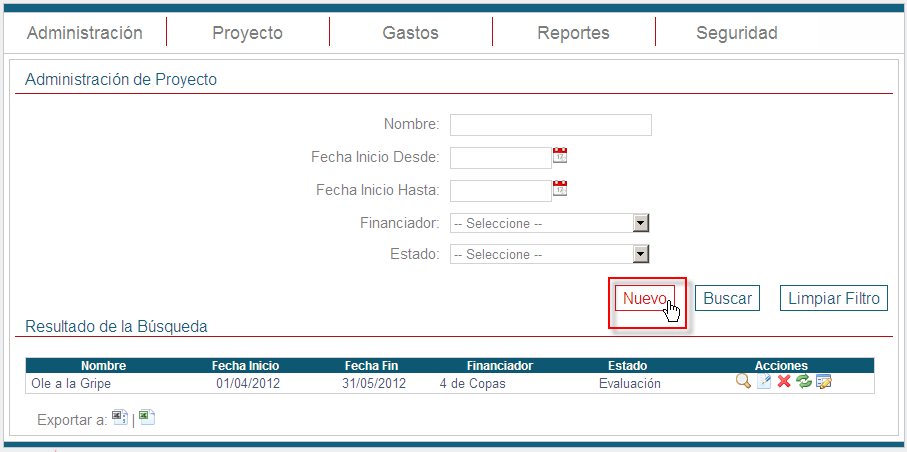 Administración Proyecto Gastos Reportes Seguridad
Administración de Proyecto
Nombre:
Fecha Inicio Desde:
Fecha Inicio Hasta:
Financiador: -- Seleccione --
Estado: -- Seleccione --
Nuevo Buscar Limpiar Filtro
Resultado de la Búsqueda
Nombre Fecha Inicio Fecha Fin Financiador Estado Acciones
Ole a la Gripe 01/04/2012 31/05/2012 4 de Copas Evaluación
Exportar a: |